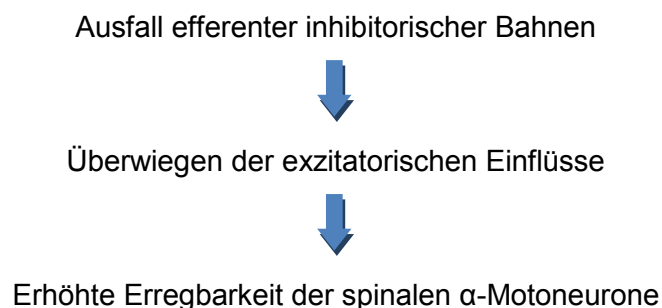 Ausfall efferenter inhibitorischer Bahnen
Überwiegen der exzitatorischen Einflüsse
Erhöhte Erregbarkeit der spinalen α-Motoneurone